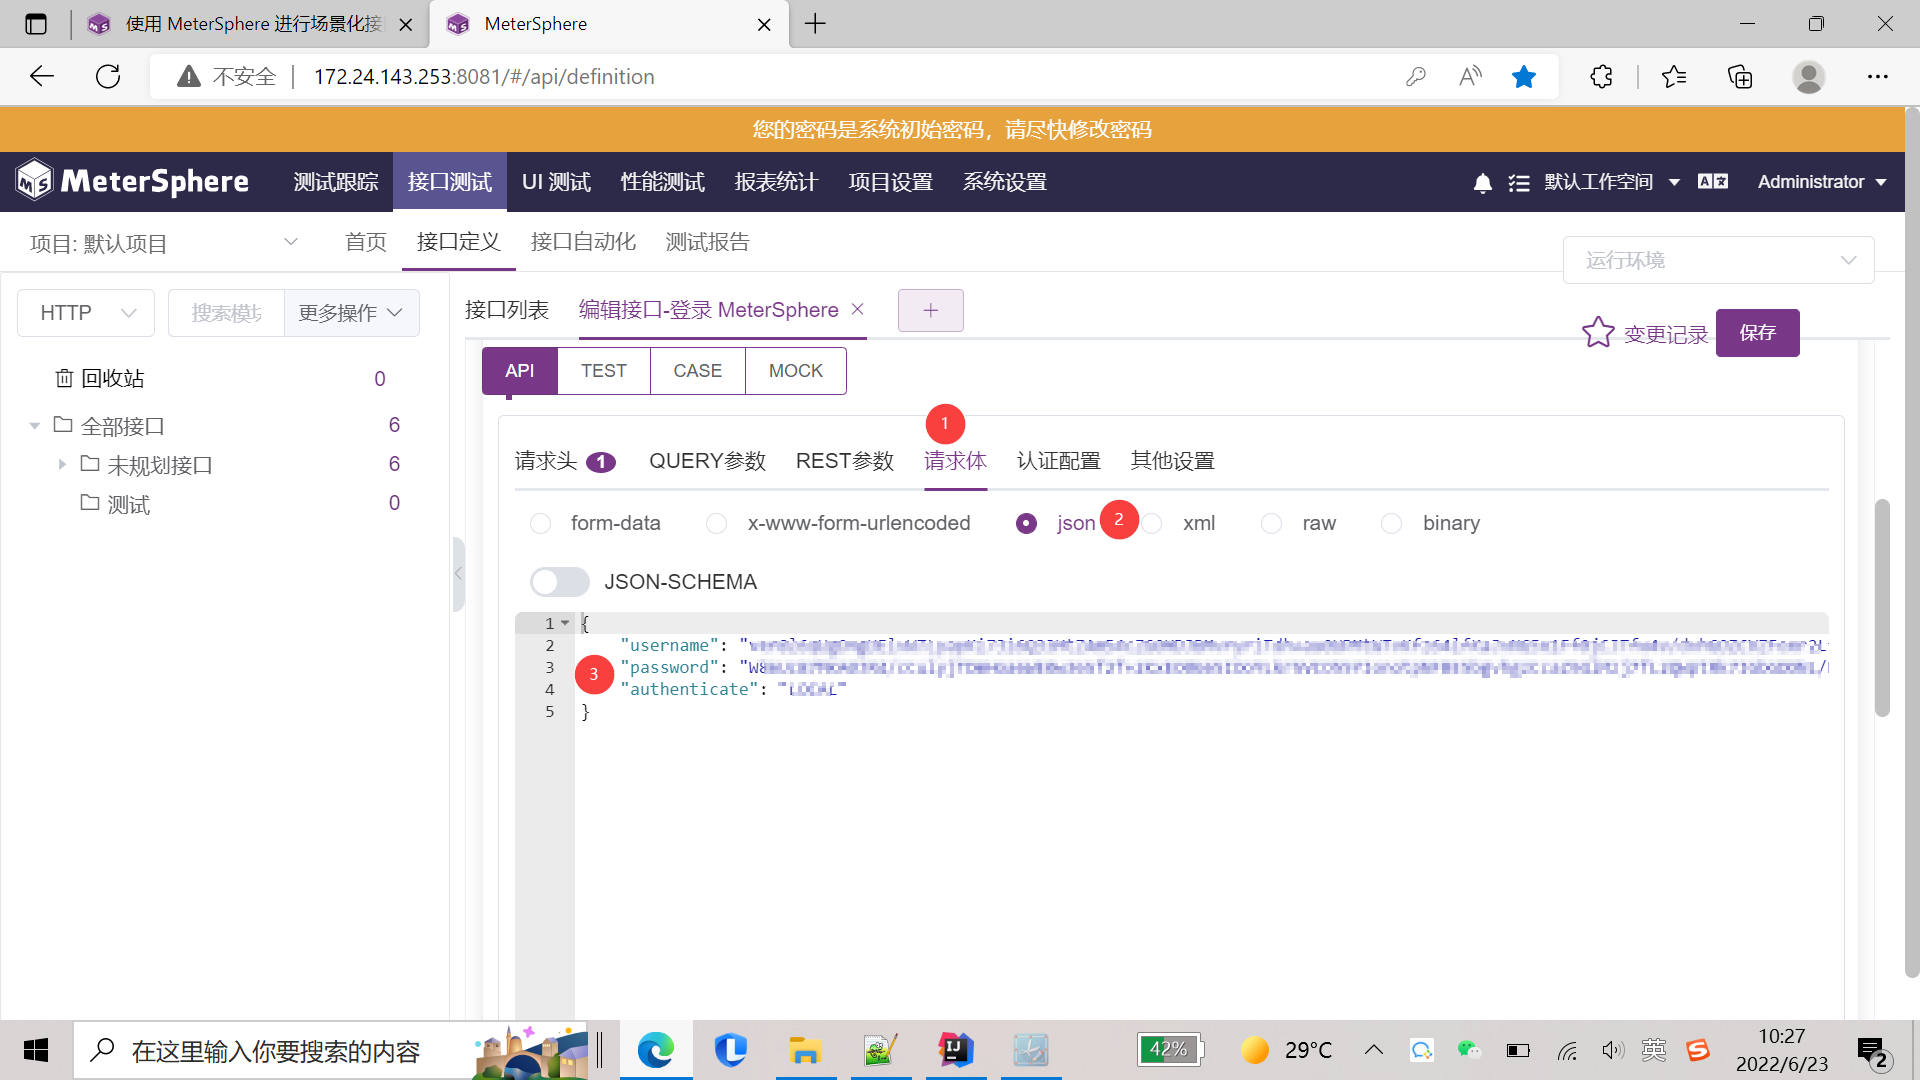 使用 MeterSphere 进行场景化接
MeterSphere
不安全
172.24.143.253:8081/#/api/definition
您的密码是系统初始密码，请尽快修改密码
MS MeterSphere
测试跟踪 接口测试 UI 测试 性能测试 报表统计 项目设置 系统设置
默认工作空间
Administrator
项目: 默认项目
首页 接口定义 接口自动化 测试报告
运行环境
HTTP
搜索模块
更多操作
接口列表
编辑接口-登录 MeterSphere
变更记录
保存
回收站 0
全部接口 6
未规划接口 6
测试 0
API TEST CASE MOCK
1
请求头 1 QUERY参数 REST参数 请求体 认证配置 其他设置
form-data x-www-form-urlencoded json 2 xml raw binary
JSON-SCHEMA
1 {
2 "username": "
3 "password": "W8
3
4 "authenticate": "LOCAL"
5 }
在这里输入你要搜索的内容
42%
29°C
英
10:27
2022/6/23
2